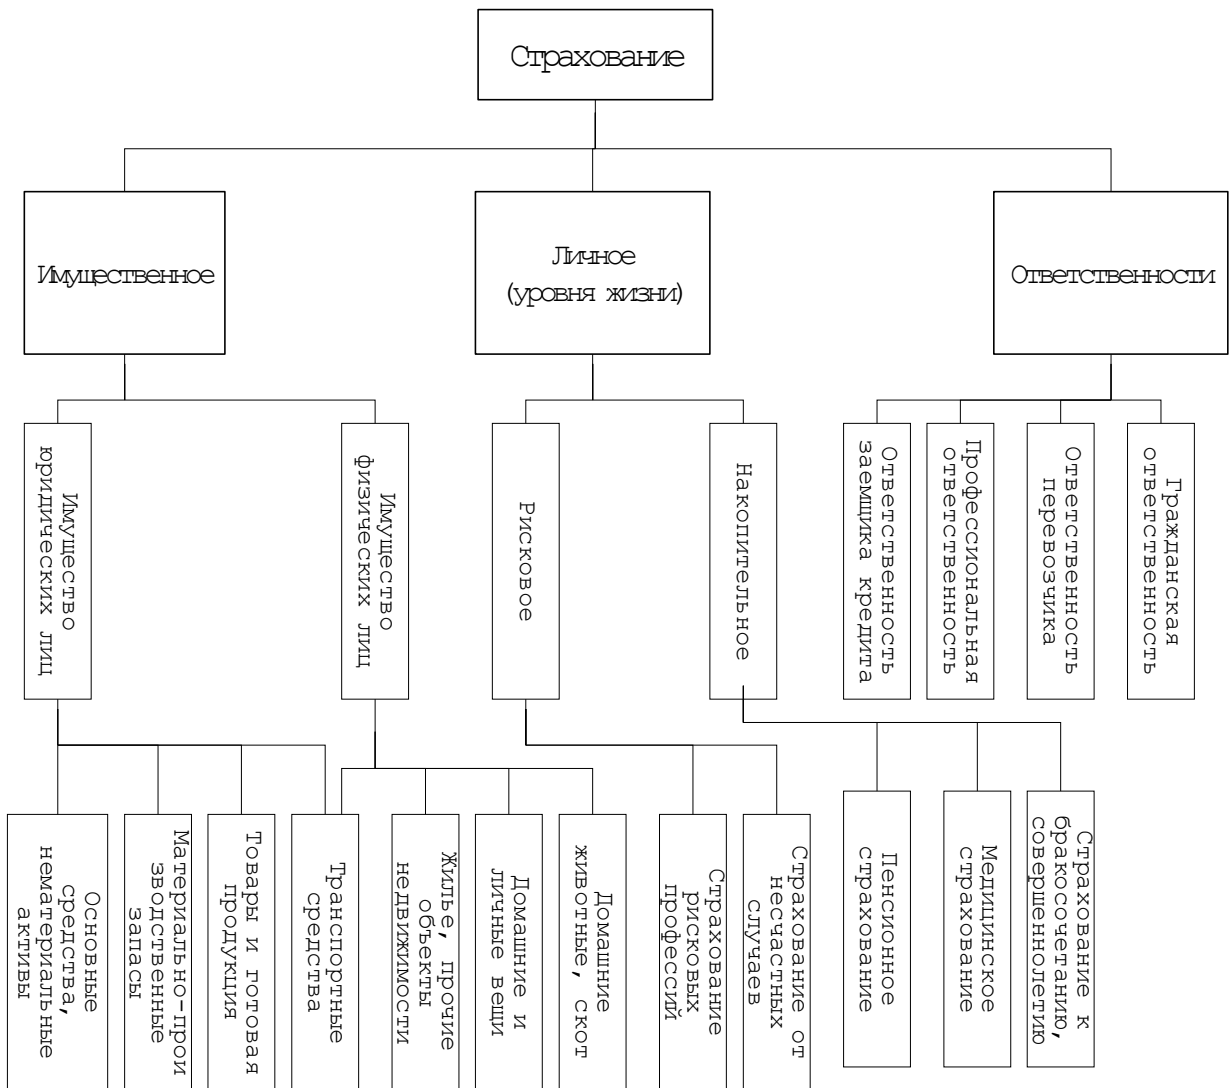 Страхование
Имущественное
Личное
(уровня жизни)
Ответственности
Имущество
юридических лиц
Имущество
физических лиц
Рисковое
Накопительное
Ответственность
заемщика кредита
Профессиональная
ответственность
Ответственность
перевозчика
Гражданская
ответственность
Основные
средства,
нематериальные
активы
Материально-прои
зводственные
запасы
Товары и готовая
продукция
Транспортные
средства
Жилье, прочие
объекты
недвижимости
Домашние и
личные вещи
Домашние
животные, скот
Страхование
рисковых
профессий
Страхование от
несчастных
случаев
Пенсионное
страхование
Медицинское
страхование
Страхование к
бракосочетанию,
совершеннолетию